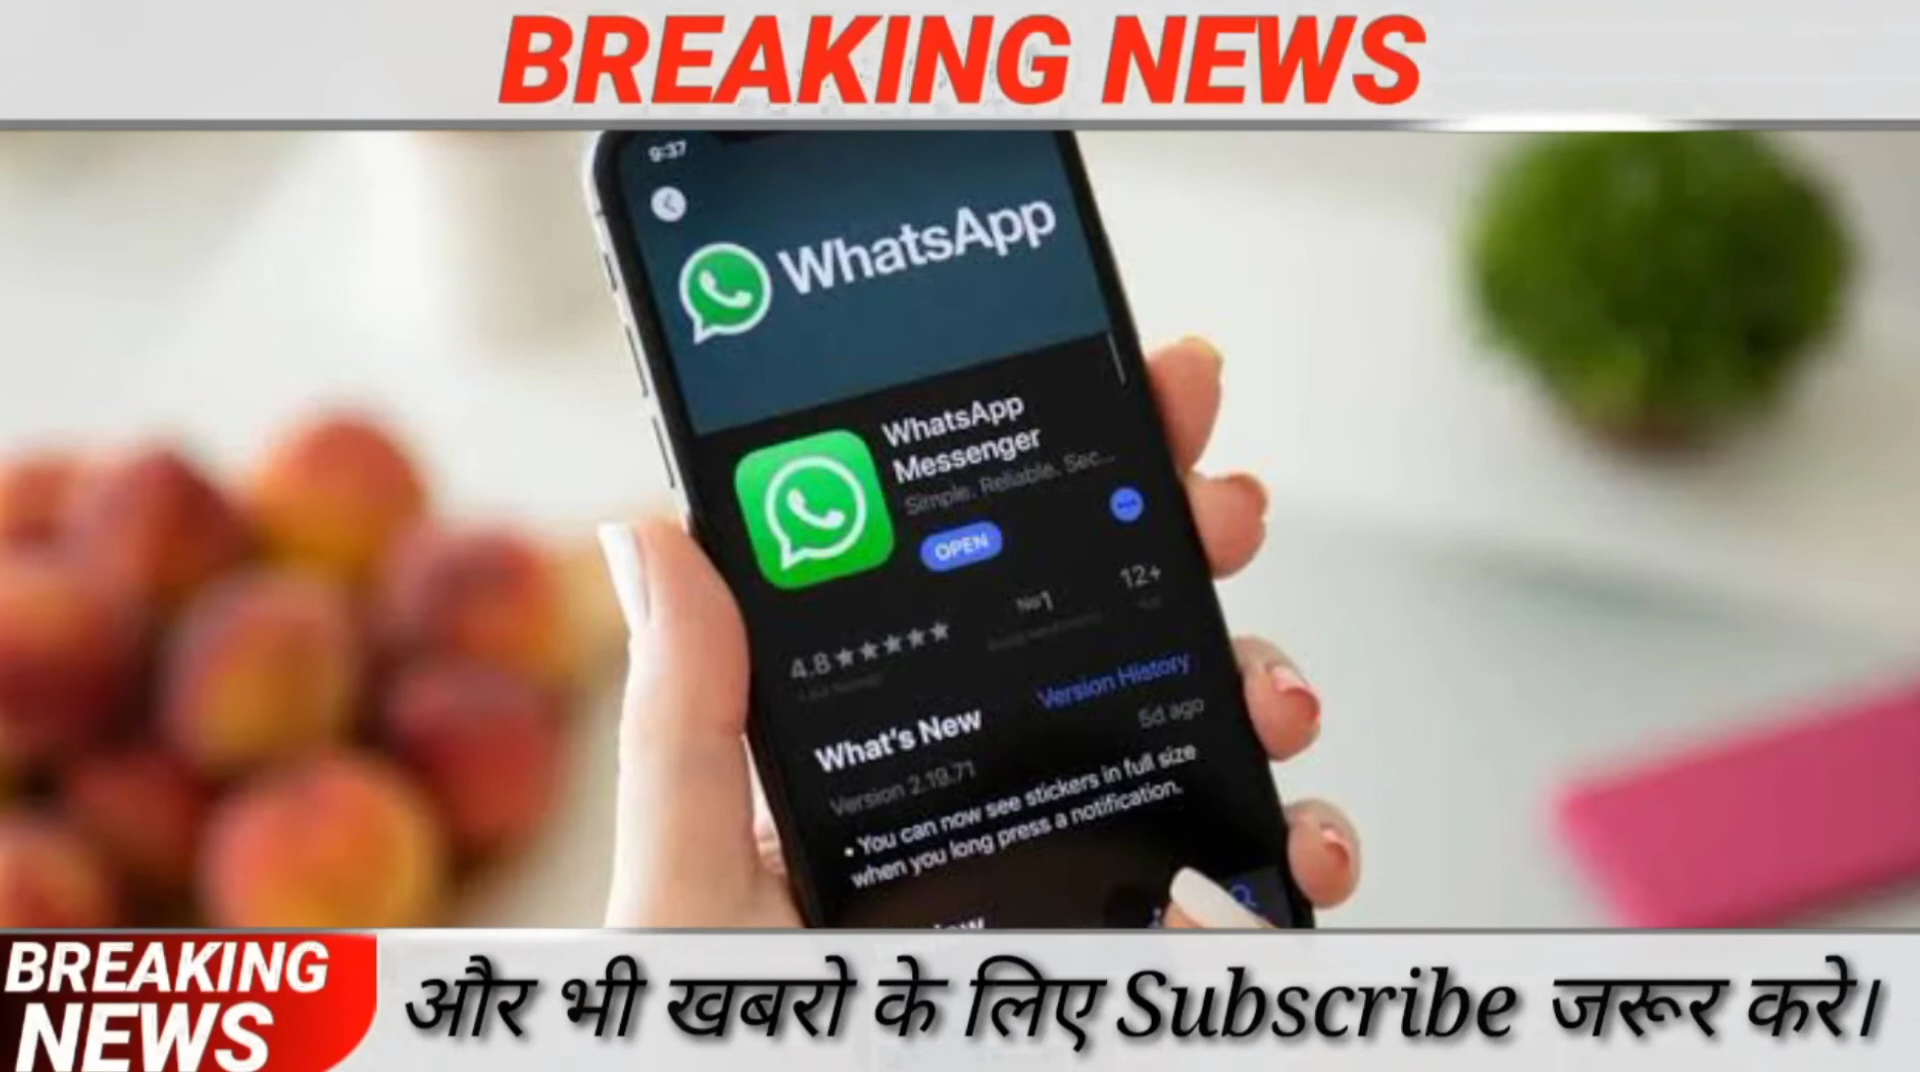 BREAKING NEWS
9:37
WhatsApp
WhatsApp
Messenger
Simple. Reliable. Sec...
OPEN
4.8 ★★★★★ No1 12+
What's New Version History
Version 2.19.71 5d ago
• You can now see stickers in full size
when you long press a notification.
BREAKING
NEWS
और भी खबरो के लिए Subscribe जरूर करे।